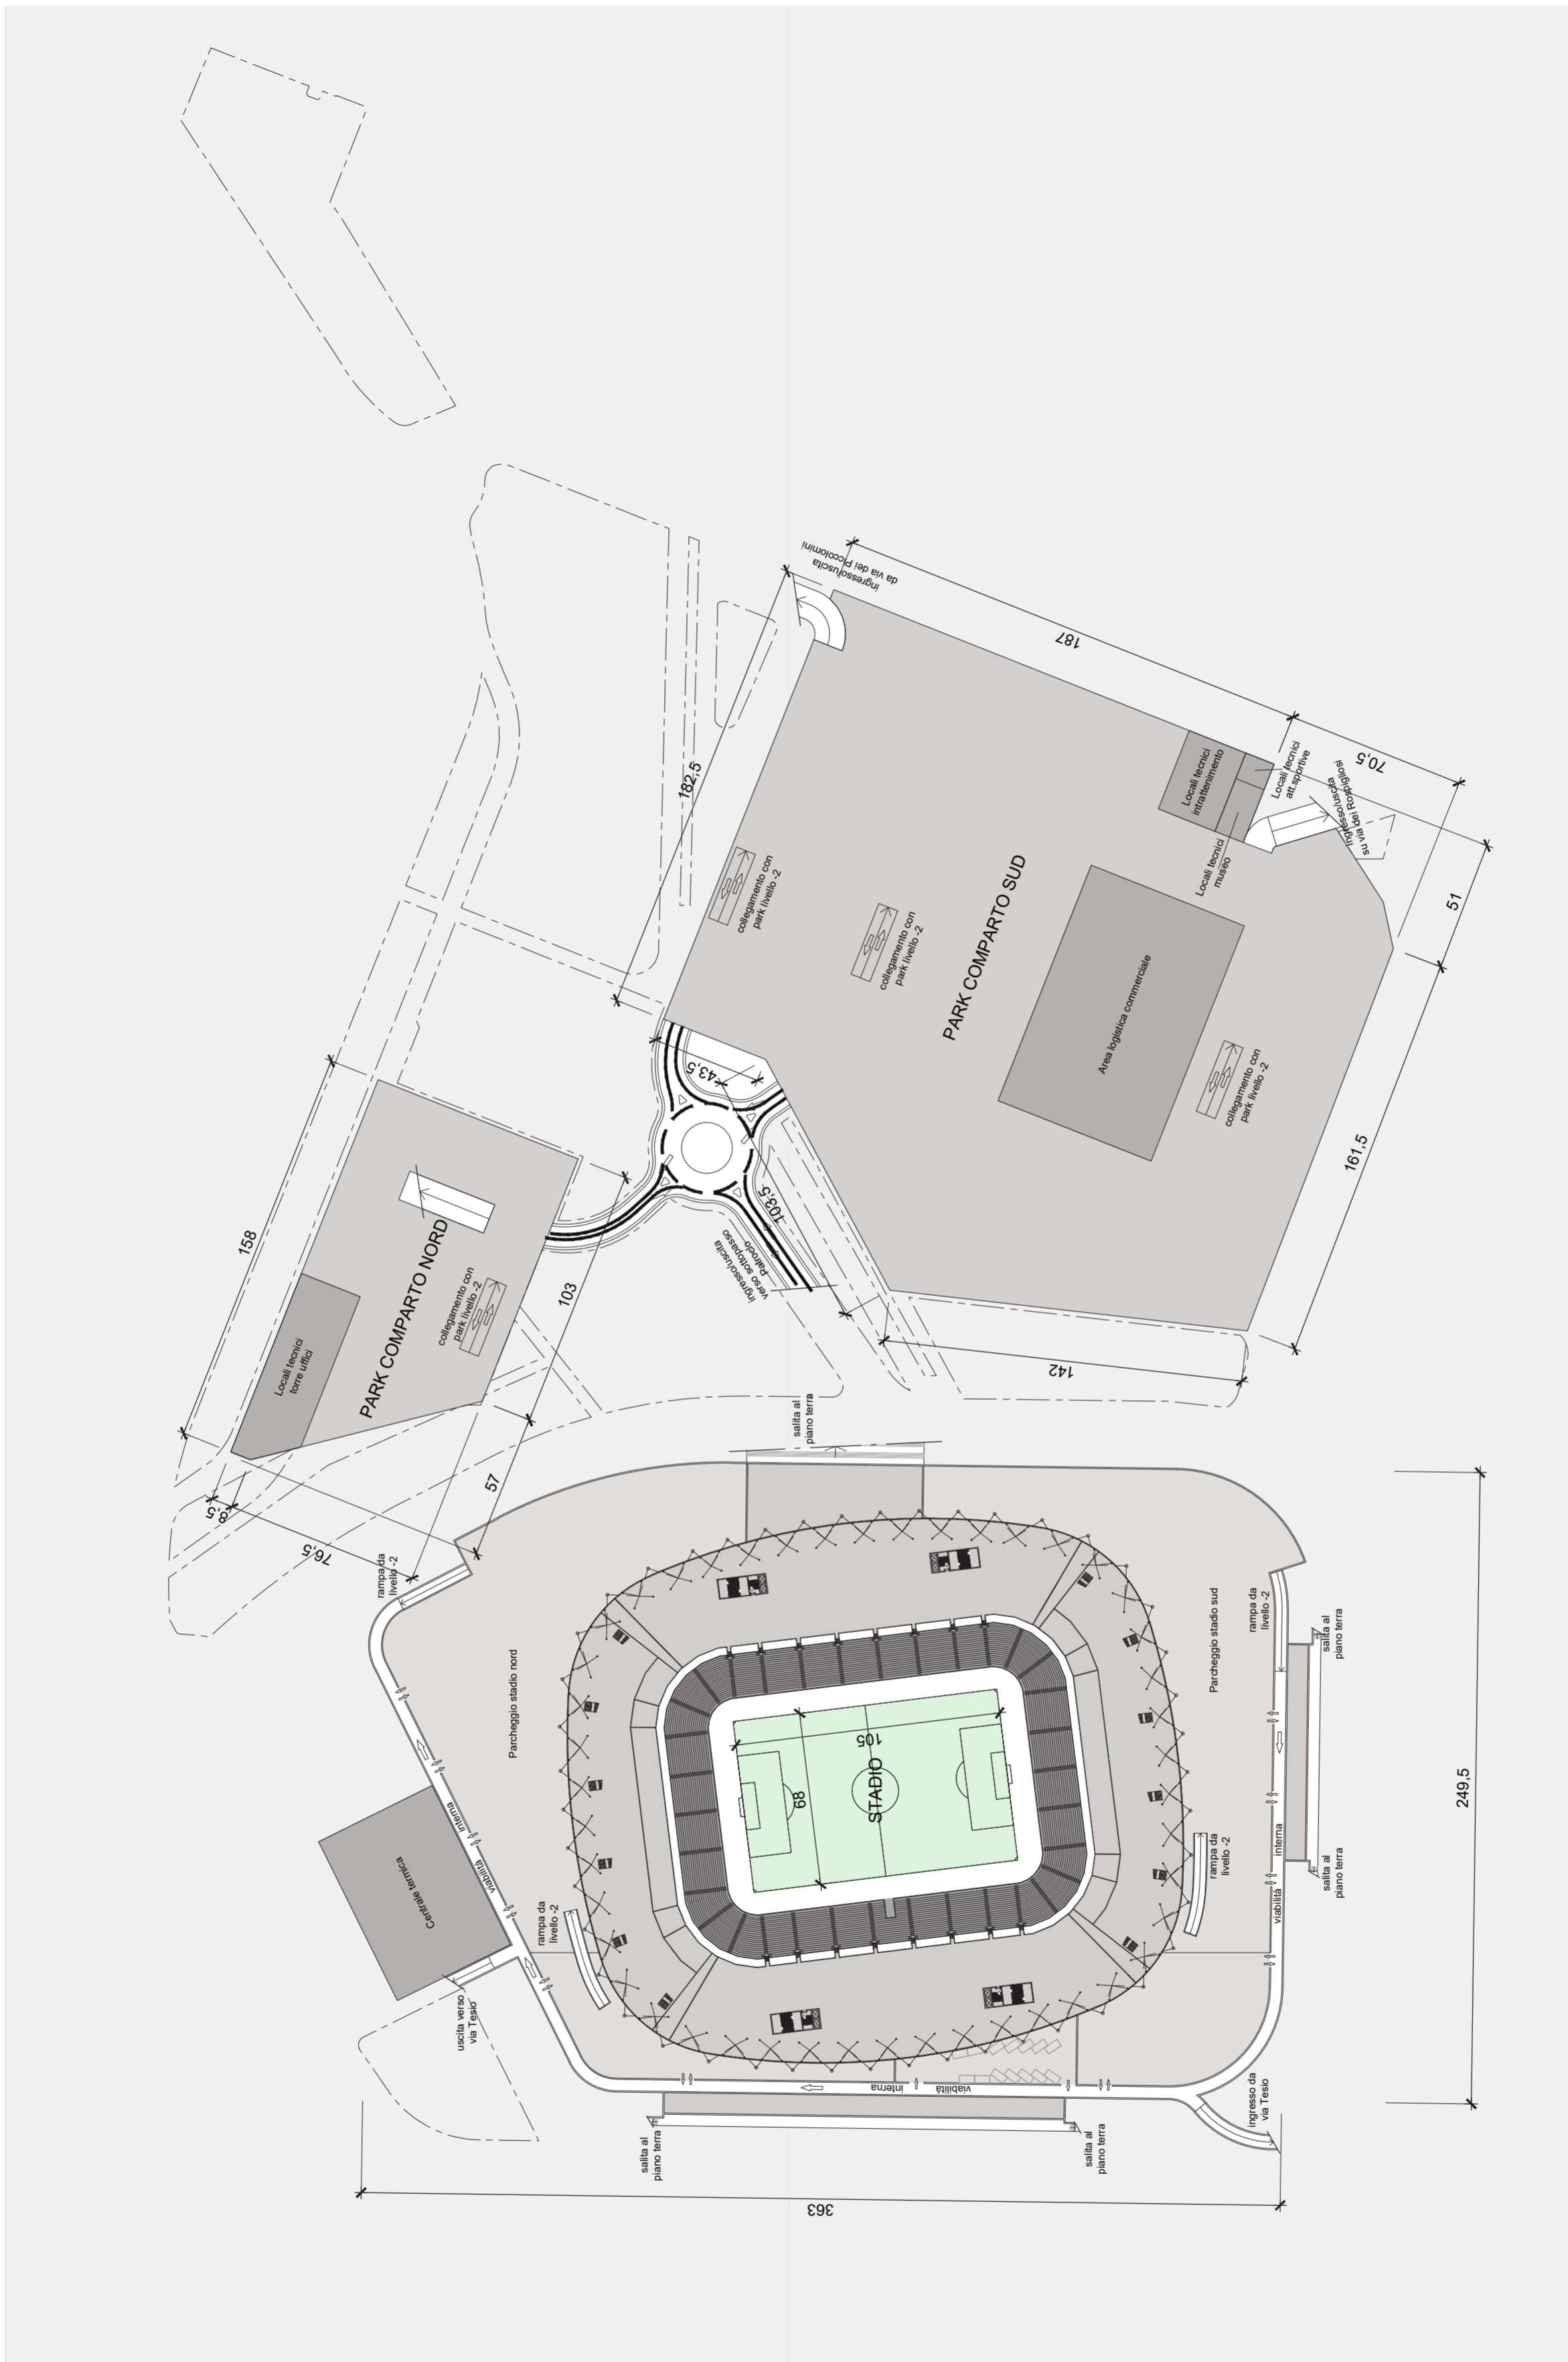 ingresso/uscita
da via dei Piccolomini
187
182,5
70,5
Locali tecnici
intrattenimento
Locali tecnici
att.sportive
ingresso/uscita
su via dei Rospigliosi
Locali tecnici
museo
51
collegamento con
park livello -2
collegamento con
park livello -2
PARK COMPARTO SUD
Area logistica commerciale
collegamento con
park livello -2
161,5
43,5
103,5
ingresso/uscita
verso sottopasso
Patroclo
142
158
PARK COMPARTO NORD
collegamento con
park livello -2
Locali tecnici
torre uffici
103
57
8,5
76,5
salita al
piano terra
rampa da
livello -2
Parcheggio stadio nord
Parcheggio stadio sud
rampa da
livello -2
salita al
piano terra
105
68
STADIO
249,5
Centrale termica
viabilità
interna
rampa da
livello -2
rampa da
livello -2
viabilità
interna
salita al
piano terra
uscita verso
via Tesio
viabilità
interna
ingresso da
via Tesio
salita al
piano terra
salita al
piano terra
363